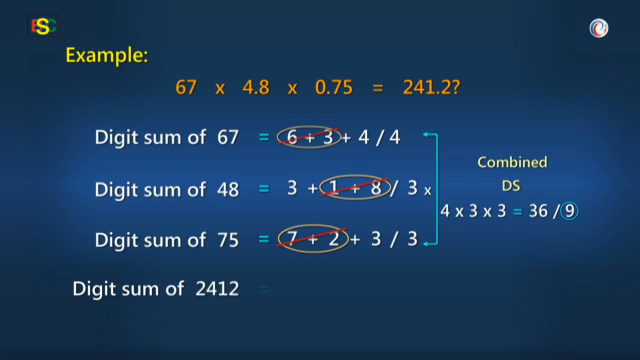 ESC
Example:
67 x 4.8 x 0.75 = 241.2?
Digit sum of 67 = 6 + 3 + 4 / 4
Digit sum of 48 = 3 + 1 + 8 / 3 x
Digit sum of 75 = 7 + 2 + 3 / 3
Combined
DS
4 x 3 x 3 = 36 / 9
Digit sum of 2412 =